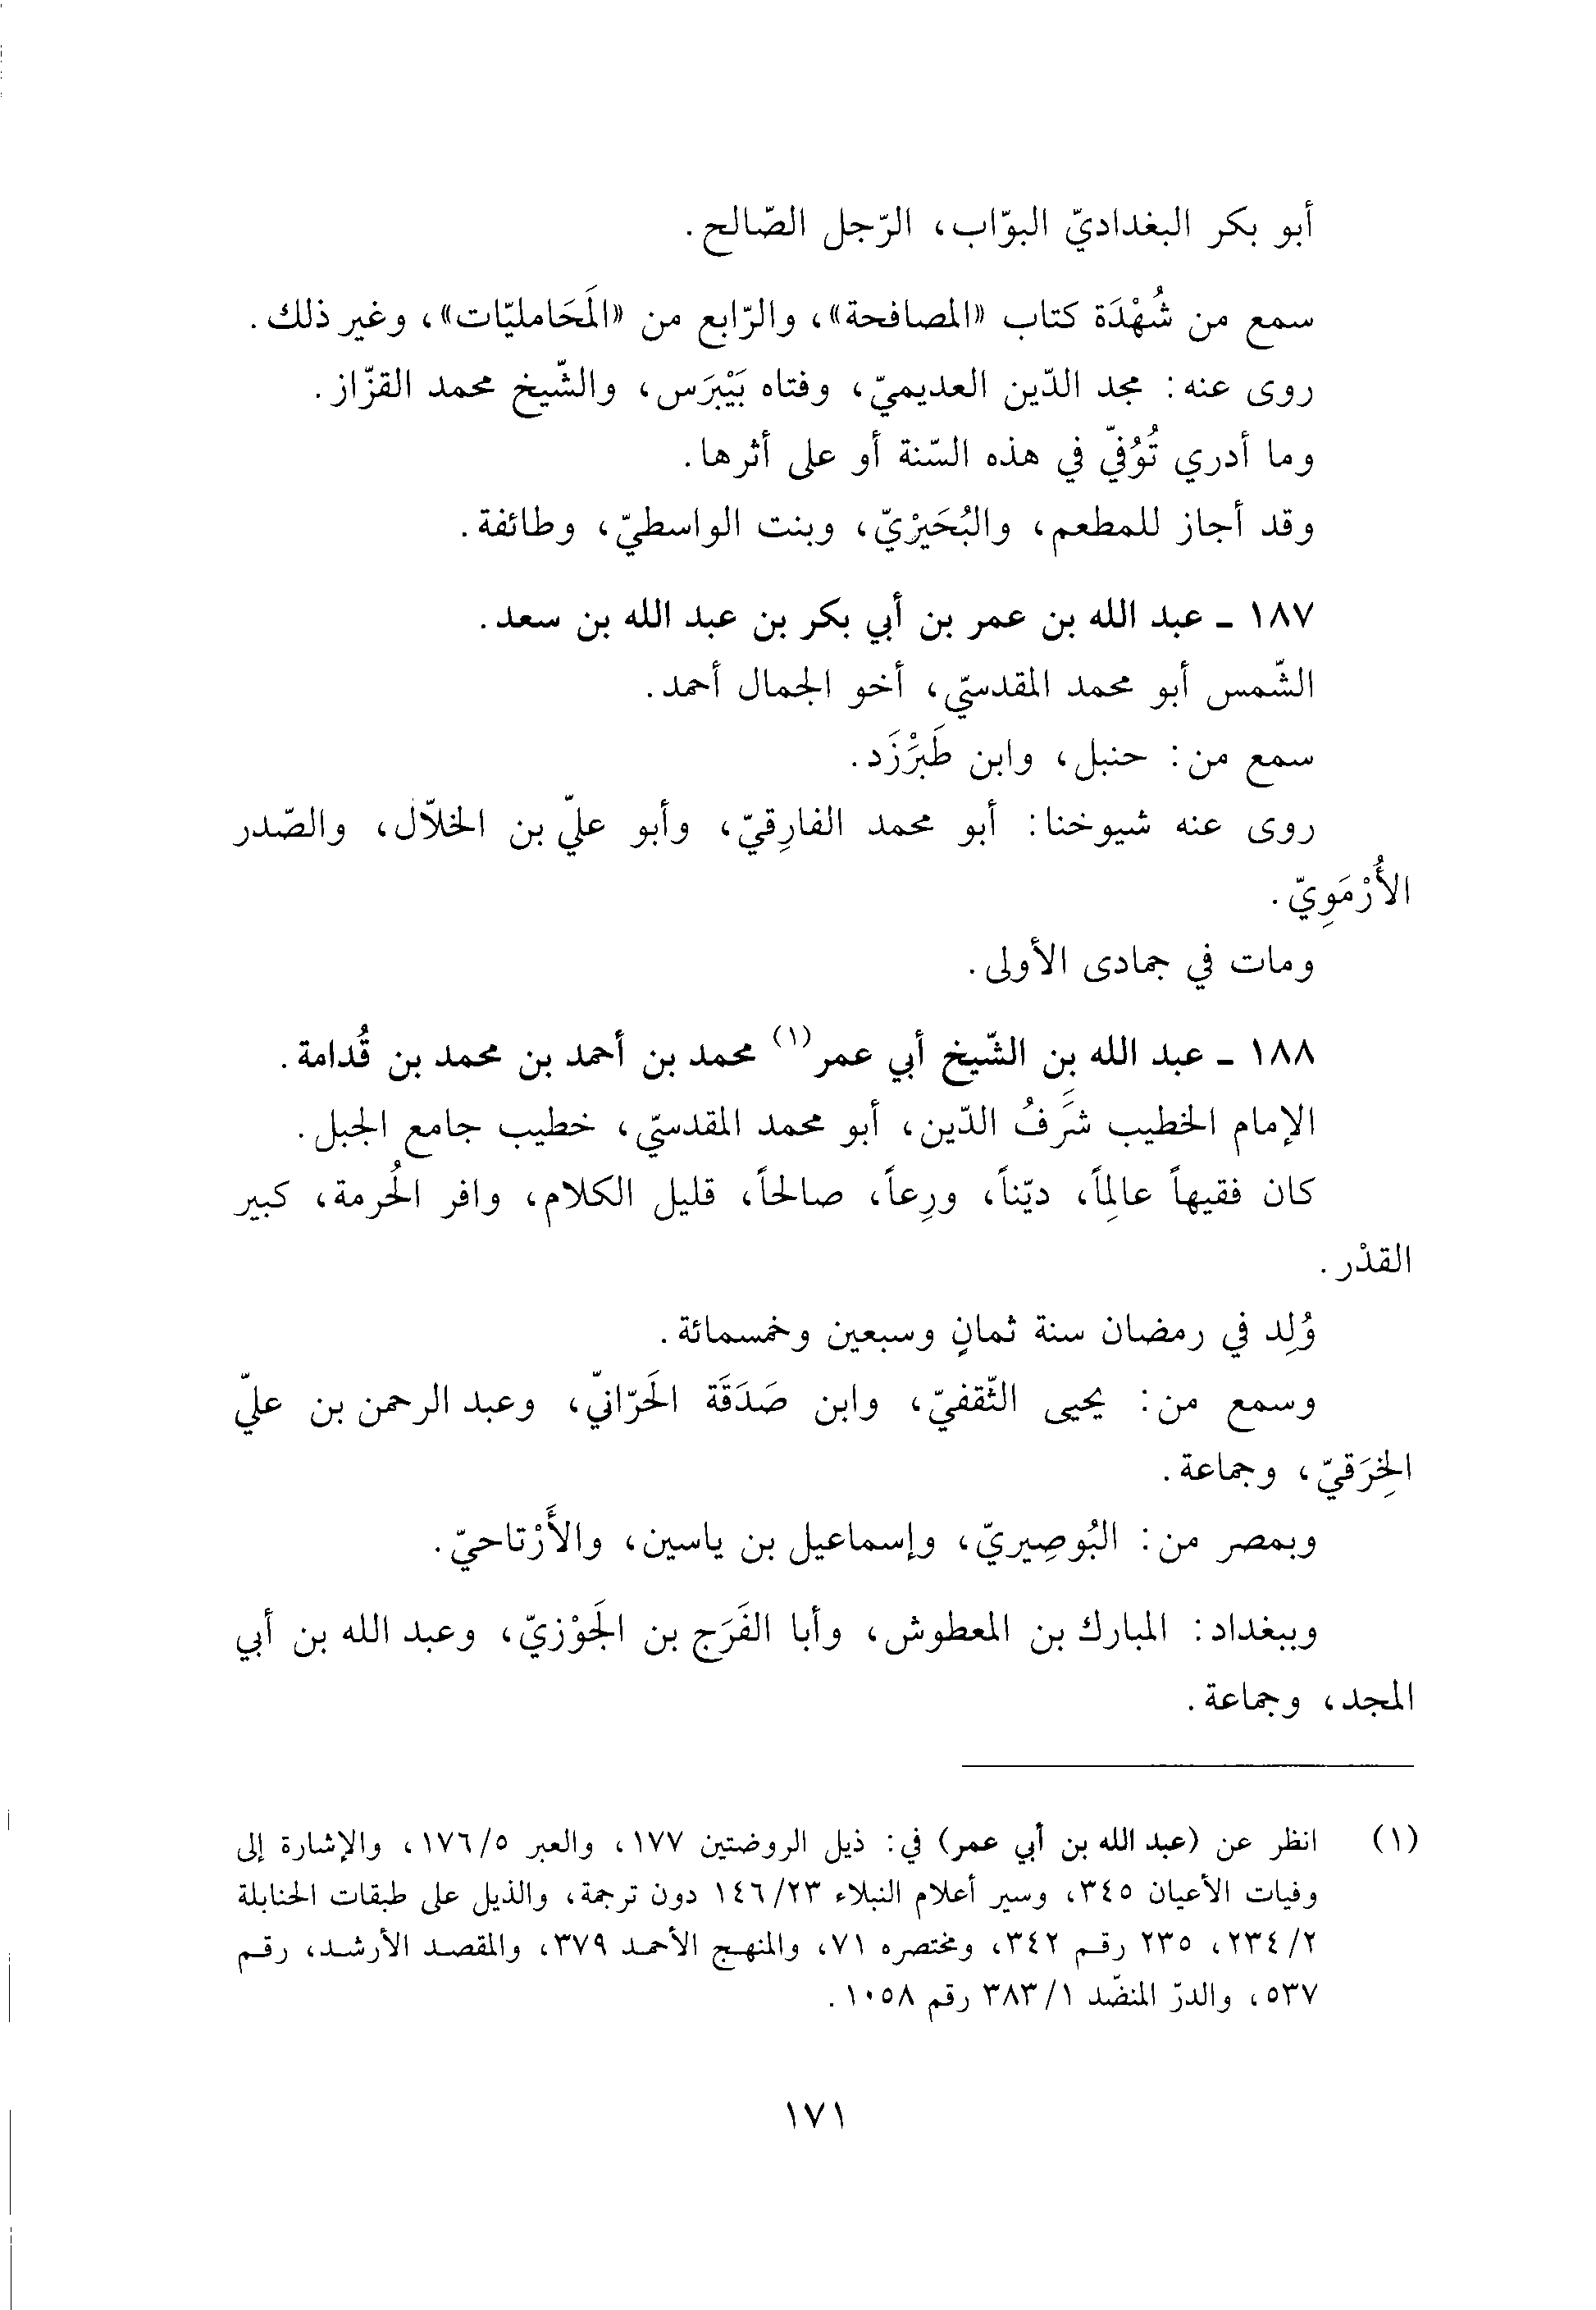 أبو بكر البغداديّ البوّاب، الرّجل الصّالح.
سمع من شُهْدَة كتاب «المصافحة»، والرّابع من «المَحَامليّات»، وغير ذلك.
روى عنه: مجد الدّين العديميّ، وفتاه بَيْبَرَس، والشّيخ محمد القزّاز.
وما أدري تُوُفيّ في هذه السّنة أو على أثرها.
وقد أجاز للمطعم، والبُحَيرْيّ، وبنت الواسطيّ، وطائفة.
١٨٧ ـ عبد الله بن عمر بن أبي بكر بن عبد الله بن سعد.
الشّمس أبو محمد المقدسيّ، أخو الجمال أحمد.
سمع من: حنبل، وابن طَبَرْزَد.
روى عنه شيوخنا: أبو محمد الفارِقيّ، وأبو عليّ بن الخلاّل، والصّدر
الأُرْمَوِيّ.
ومات في جمادى الأولى.
١٨٨ ـ عبد الله بن الشّيخ أبي عمر(١) محمد بن أحمد بن محمد بن قُدامة.
الإمام الخطيب شرَفُ الدّين، أبو محمد المقدسيّ، خطيب جامع الجبل.
كان فقيهاً عالِماً، ديّناً، ورِعاً، صالحاً، قليل الكلام، وافر الحُرمة، كبير
القدْر.
وُلِد في رمضان سنة ثمانٍ وسبعين وخمسمائة.
وسمع من: يحيى الثّقفيّ، وابن صَدَقَة الحَرّانيّ، وعبد الرحمن بن عليّ
الخِرَقيّ، وجماعة.
وبمصر من: البُوصِيريّ، وإسماعيل بن ياسين، والأَرْتاحيّ.
وببغداد: المبارك بن المعطوش، وأبا الفَرَج بن الجَوْزيّ، وعبد الله بن أبي
المجد، وجماعة.
(١) انظر عن (عبد الله بن أبي عمر) في: ذيل الروضتين ١٧٧، والعبر ١٧٦/٥، والإشارة إلى
وفيات الأعيان ٣٤٥، وسير أعلام النبلاء ١٤٦/٢٣ دون ترجمة، والذيل على طبقات الحنابلة
٢٣٤/٢، ٢٣٥ رقم ٣٤٢، ومختصره ٧١، والمنهج الأحمد ٣٧٩، والمقصد الأرشد، رقم
٥٣٧، والدرّ المنضّد ٣٨٣/١ رقم ١٠٥٨.
١٧١